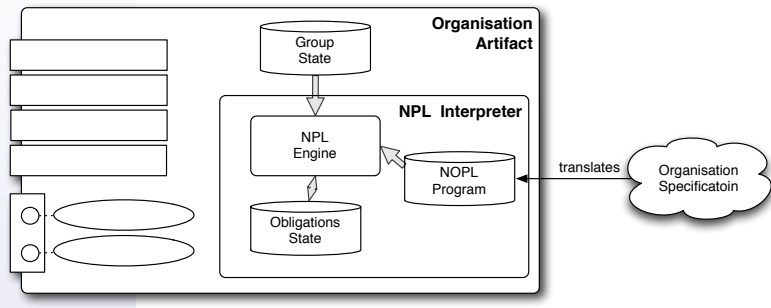 Organisation
Artifact
Group
State
NPL Interpreter
NPL
Engine
NOPL
Program
translates
Organisation
Specificatoin
Obligations
State